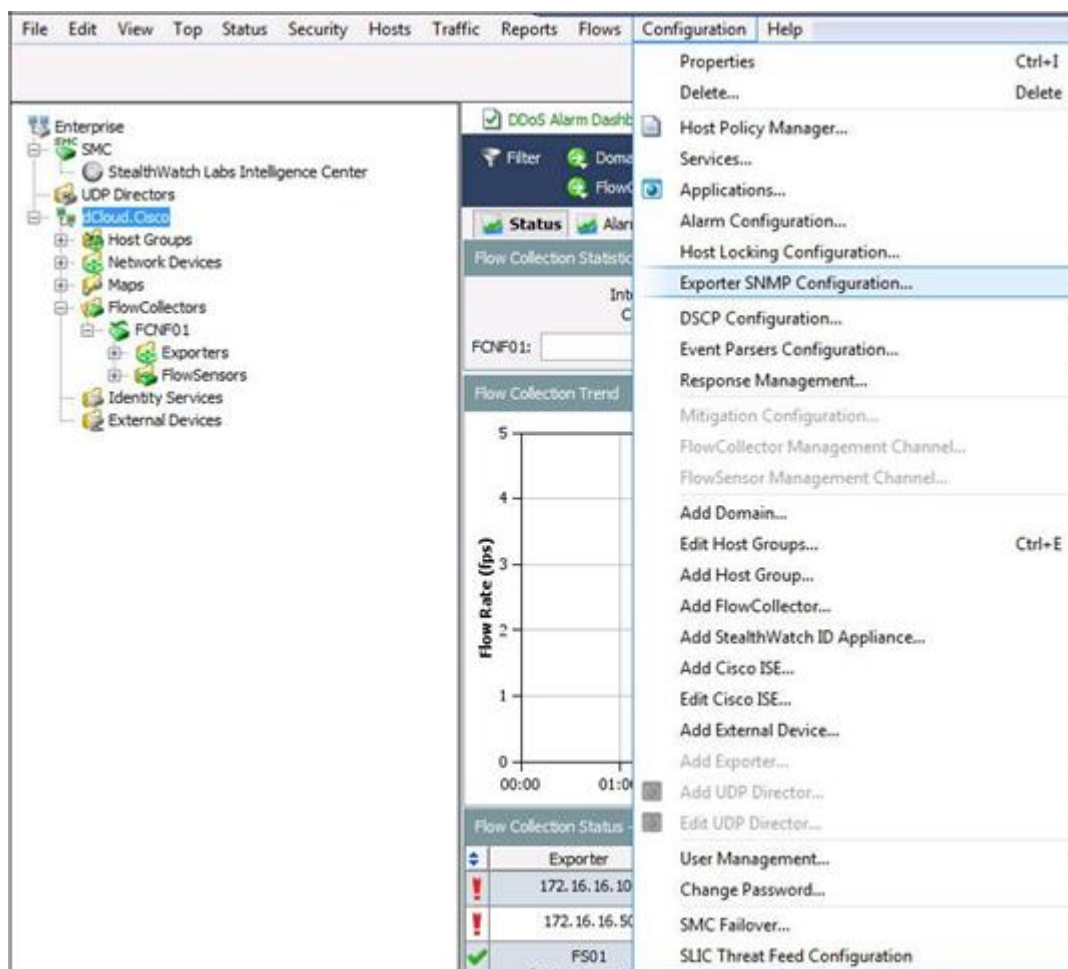 File Edit View Top Status Security Hosts Traffic Reports Flows Configuration Help
Enterprise
SMC
SMC
StealthWatch Labs Intelligence Center
UDP Directors
dCloud.Cisco
Host Groups
Network Devices
Maps
FlowCollectors
FCNF01
Exporters
FlowSensors
Identity Services
External Devices
DDoS Alarm Dashb
Filter Doma
FlowC
Status Alar
Flow Collection Statistic
Int
C
FCNF01:
Flow Collection Trend
Flow Rate (fps)
5
4
3
2
1
0
00:00 01:0
Flow Collection Status -
Exporter
172.16.16.10
172.16.16.50
FS01
Properties Ctrl+I
Delete... Delete
Host Policy Manager...
Services...
Applications...
Alarm Configuration...
Host Locking Configuration...
Exporter SNMP Configuration...
DSCP Configuration...
Event Parsers Configuration...
Response Management...
Mitigation Configuration...
FlowCollector Management Channel...
FlowSensor Management Channel...
Add Domain...
Edit Host Groups... Ctrl+E
Add Host Group...
Add FlowCollector...
Add StealthWatch ID Appliance...
Add Cisco ISE...
Edit Cisco ISE...
Add External Device...
Add Exporter...
Add UDP Director...
Edit UDP Director...
User Management...
Change Password...
SMC Failover...
SLIC Threat Feed Configuration